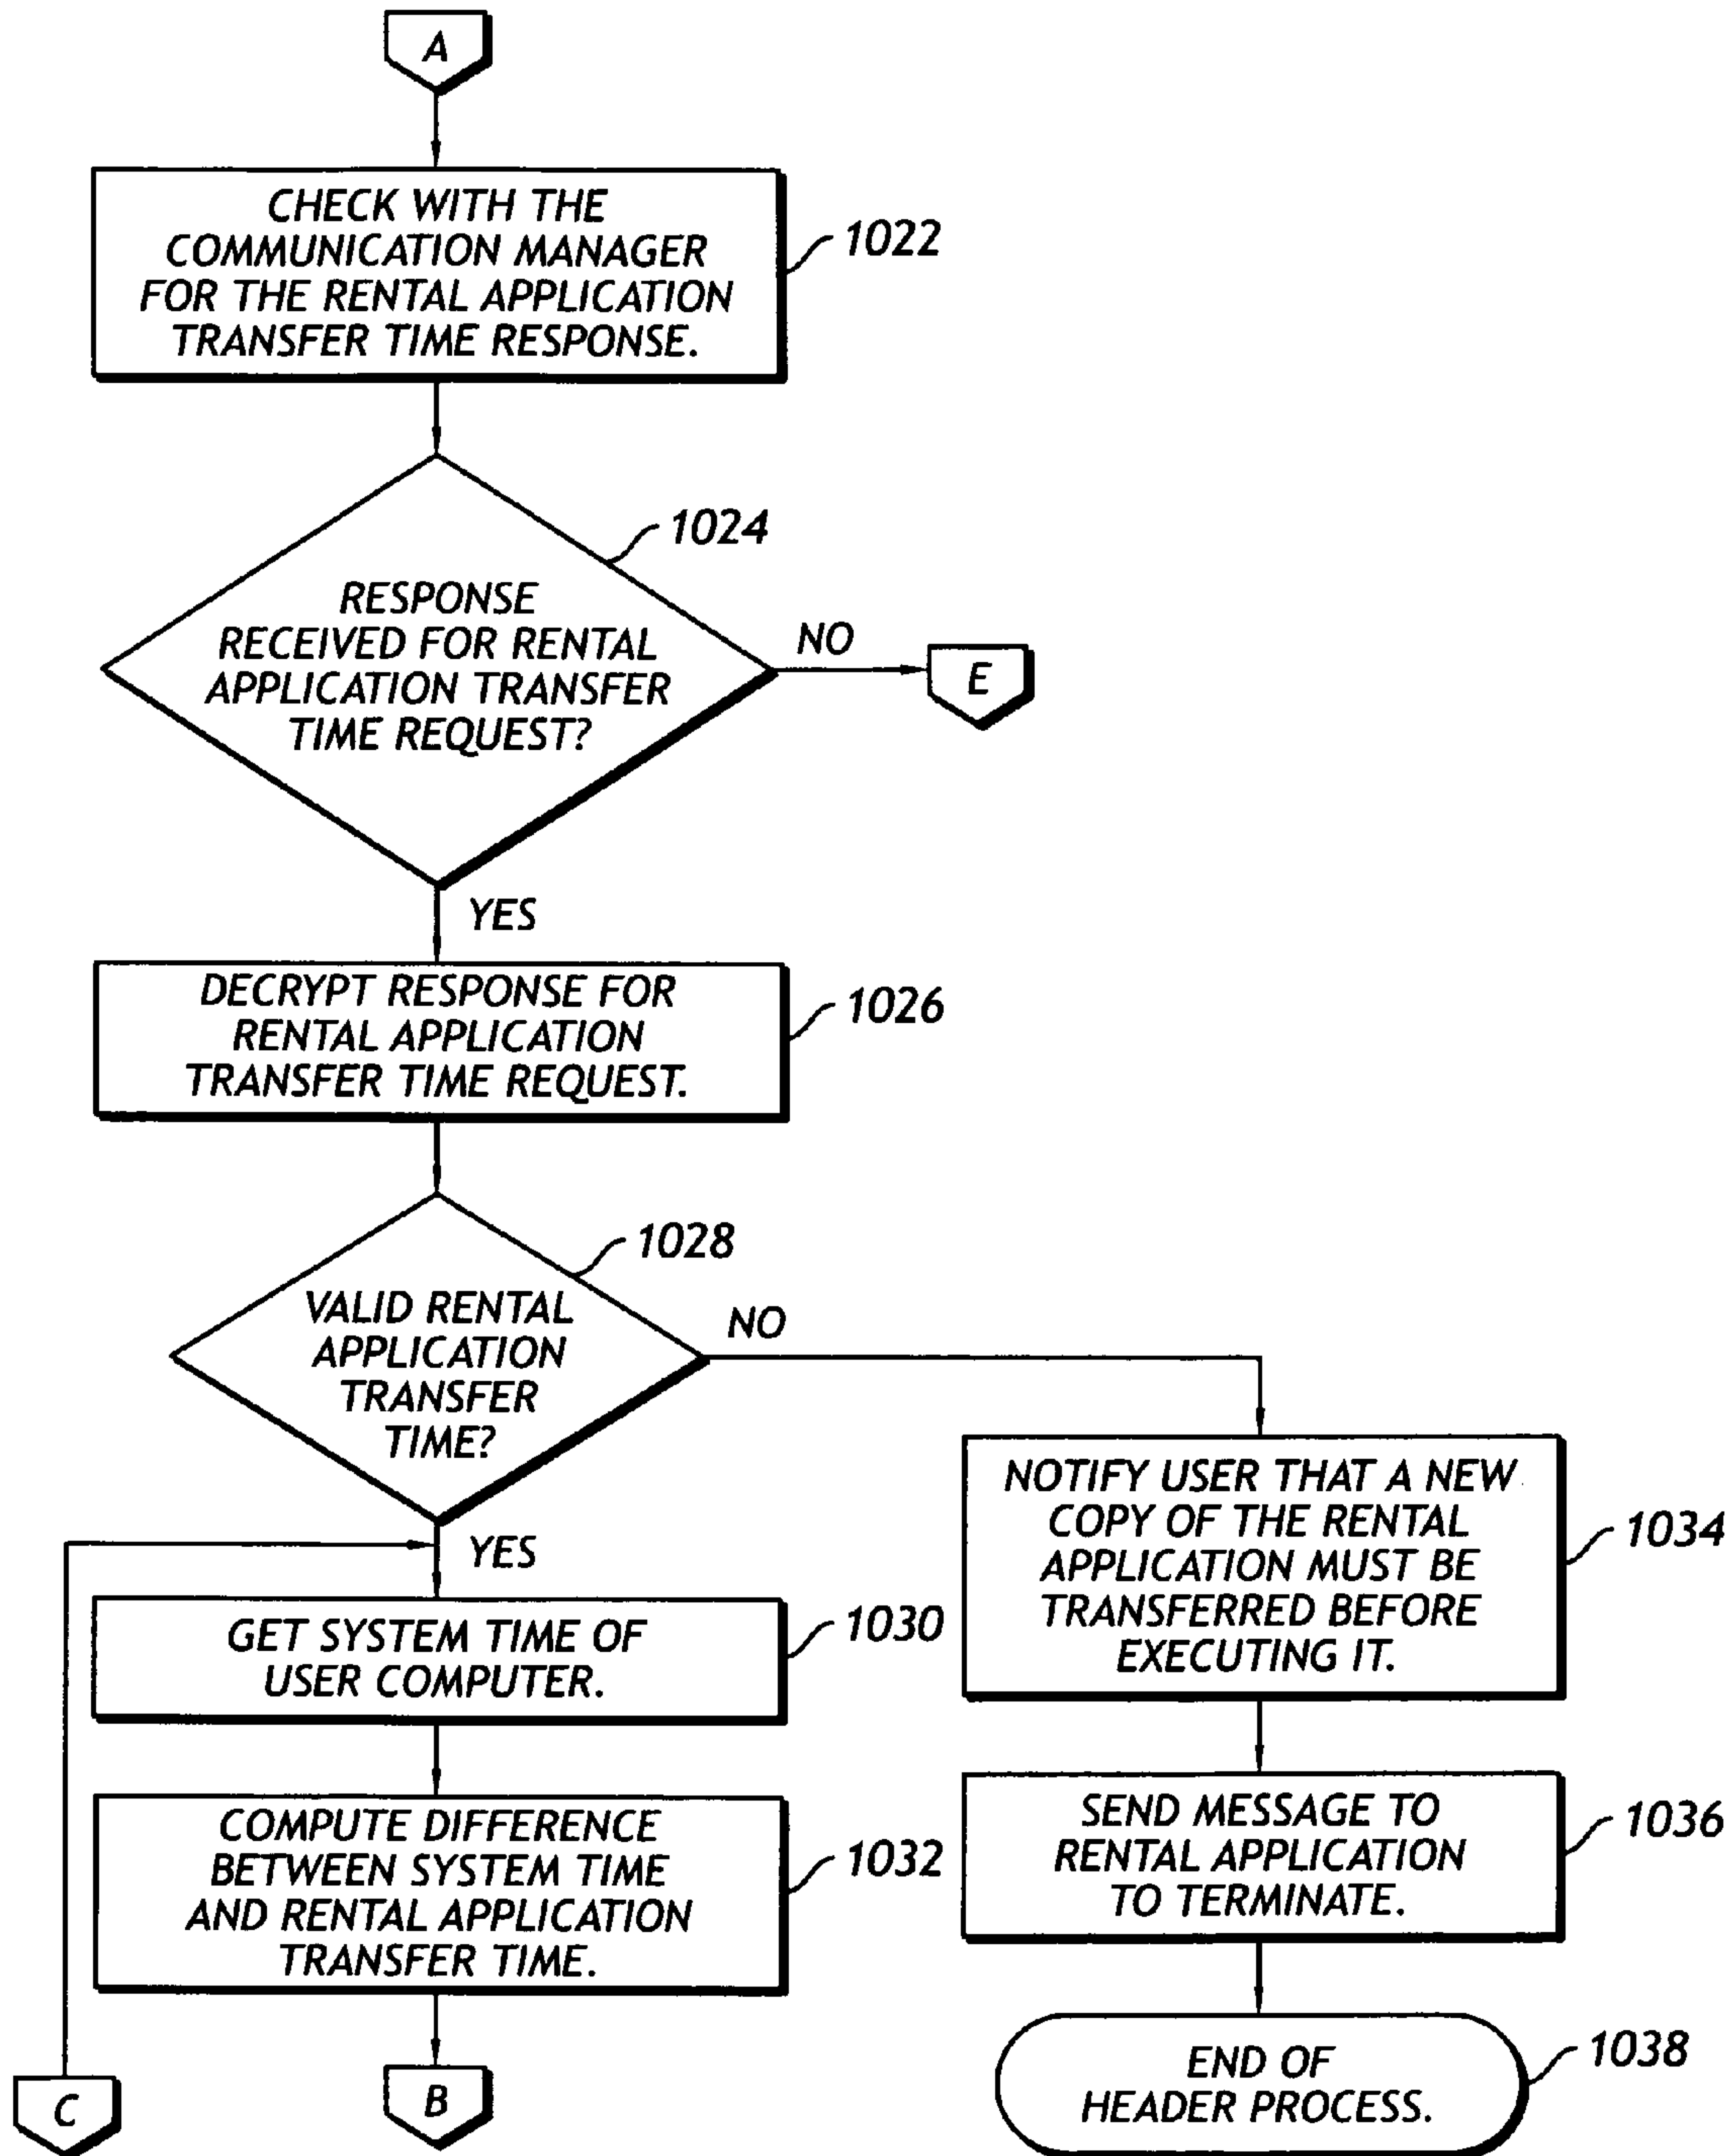 A
CHECK WITH THE
COMMUNICATION MANAGER
FOR THE RENTAL APPLICATION
TRANSFER TIME RESPONSE.
1022
1024
RESPONSE
RECEIVED FOR RENTAL
APPLICATION TRANSFER
TIME REQUEST?
NO
E
YES
DECRYPT RESPONSE FOR
RENTAL APPLICATION
TRANSFER TIME REQUEST.
1026
1028
VALID RENTAL
APPLICATION
TRANSFER
TIME?
NO
YES
GET SYSTEM TIME OF
USER COMPUTER.
1030
COMPUTE DIFFERENCE
BETWEEN SYSTEM TIME
AND RENTAL APPLICATION
TRANSFER TIME.
1032
C
B
NOTIFY USER THAT A NEW
COPY OF THE RENTAL
APPLICATION MUST BE
TRANSFERRED BEFORE
EXECUTING IT.
1034
SEND MESSAGE TO
RENTAL APPLICATION
TO TERMINATE.
1036
END OF
HEADER PROCESS.
1038